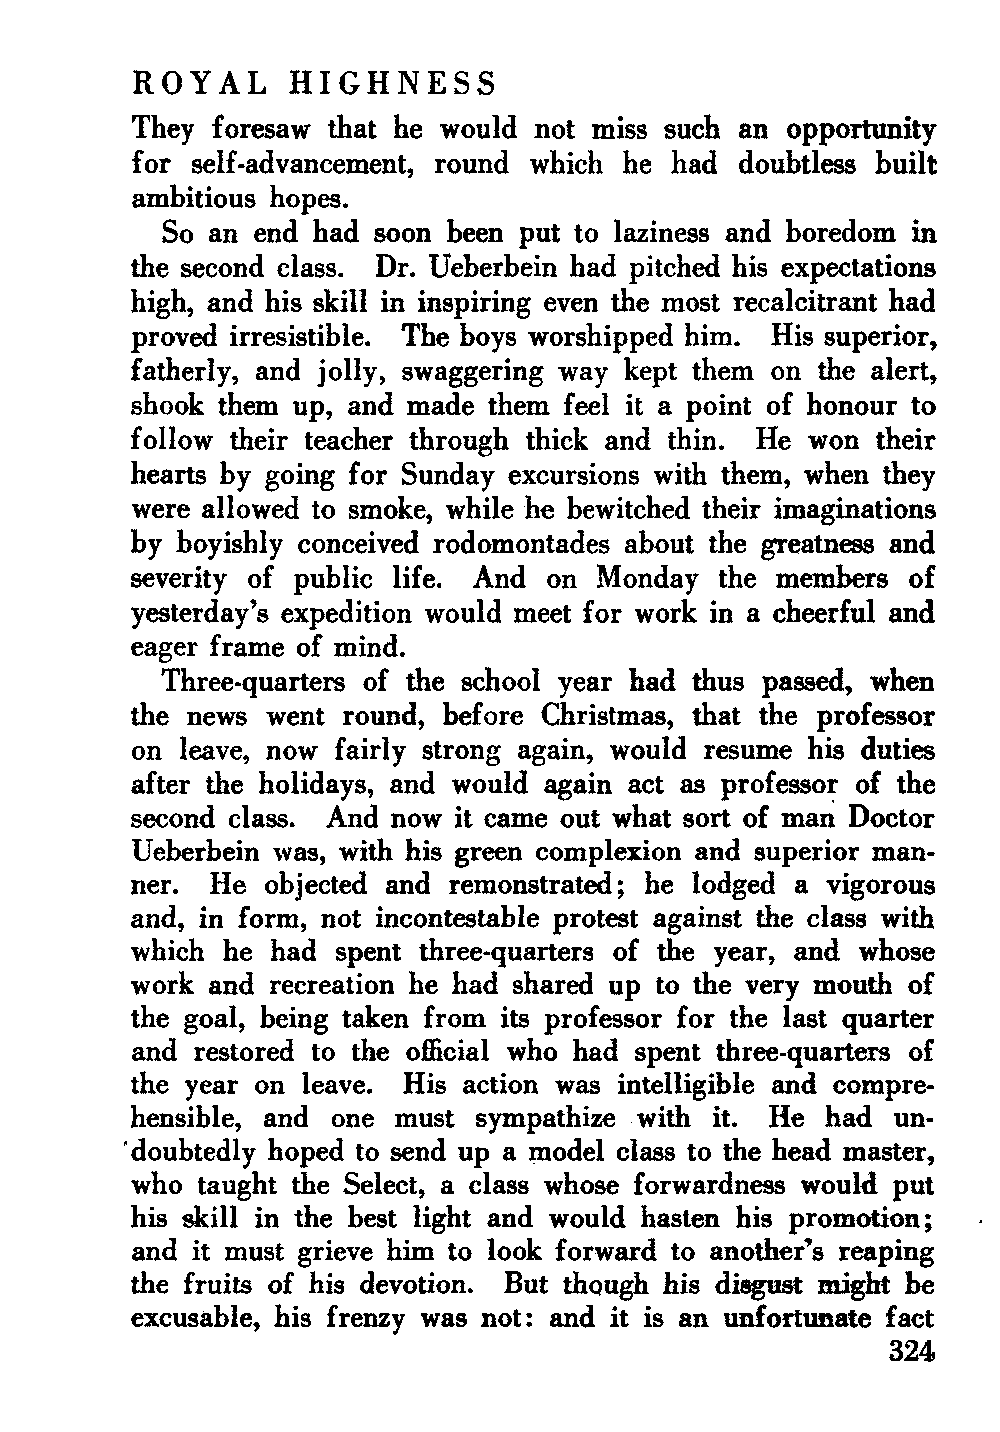 ROYAL HIGHNESS
They foresaw that he would not miss such an opportunity
for self-advancement, round which he had doubtless built
ambitious hopes.
So an end had soon been put to laziness and boredom in
the second class. Dr. Ueberbein had pitched his expectations
high, and his skill in inspiring even the most recalcitrant had
proved irresistible. The boys worshipped him. His superior,
fatherly, and jolly, swaggering way kept them on the alert,
shook them up, and made them feel it a point of honour to
follow their teacher through thick and thin. He won their
hearts by going for Sunday excursions with them, when they
were allowed to smoke, while he bewitched their imaginations
by boyishly conceived rodomontades about the greatness and
severity of public life. And on Monday the members of
yesterday's expedition would meet for work in a cheerful and
eager frame of mind.
Three-quarters of the school year had thus passed, when
the news went round, before Christmas, that the professor
on leave, now fairly strong again, would resume his duties
after the holidays, and would again act as professor of the
second class. And now it came out what sort of man Doctor
Ueberbein was, with his green complexion and superior man-
ner. He objected and remonstrated; he lodged a vigorous
and, in form, not incontestable protest against the class with
which he had spent three-quarters of the year, and whose
work and recreation he had shared up to the very mouth of
the goal, being taken from its professor for the last quarter
and restored to the official who had spent three-quarters of
the year on leave. His action was intelligible and compre-
hensible, and one must sympathize with it. He had un-
doubtedly hoped to send up a model class to the head master,
who taught the Select, a class whose forwardness would put
his skill in the best light and would hasten his promotion;
and it must grieve him to look forward to another's reaping
the fruits of his devotion. But though his disgust might be
excusable, his frenzy was not: and it is an unfortunate fact
324